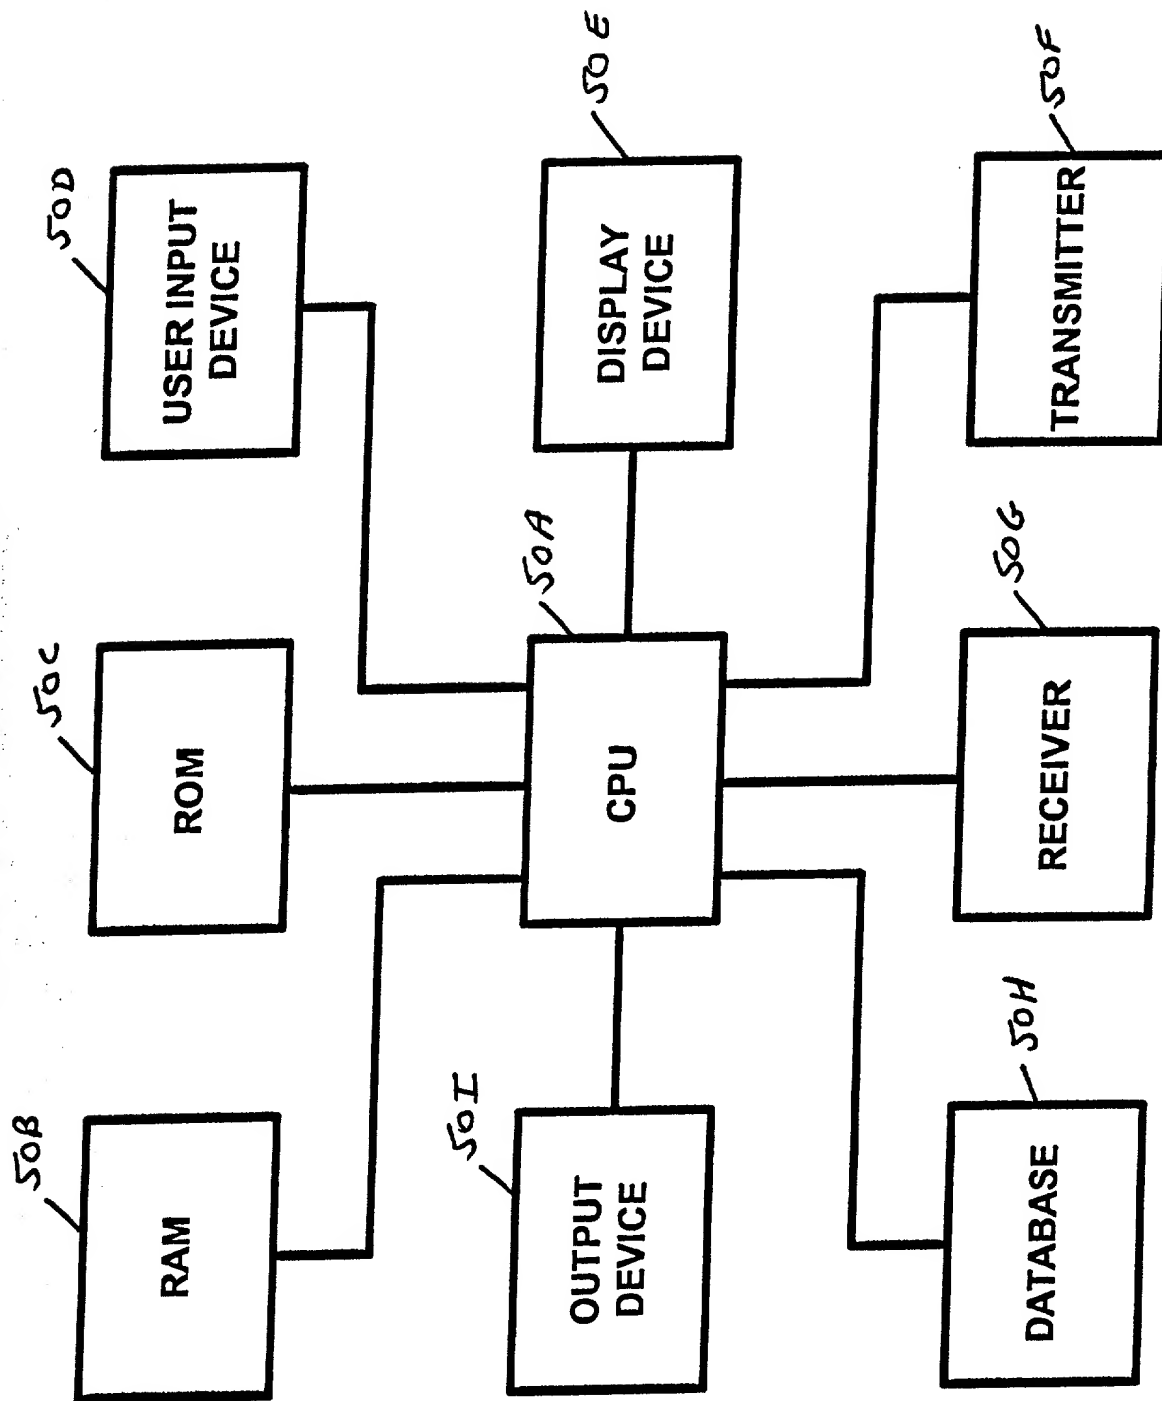 50B
RAM
50C
ROM
50D
USER INPUT
DEVICE
50I
OUTPUT
DEVICE
50A
CPU
50E
DISPLAY
DEVICE
50H
DATABASE
50G
RECEIVER
50F
TRANSMITTER